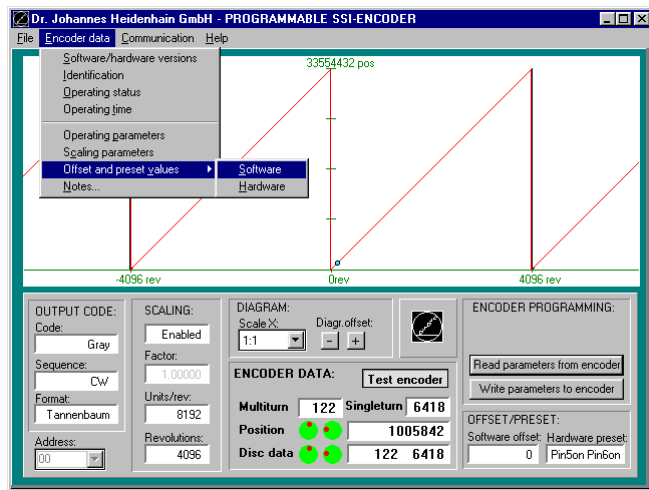 Dr. Johannes Heidenhain GmbH - PROGRAMMABLE SSI-ENCODER
File Encoder data Communication Help
Software/hardware versions
Identification
Operating status
Operating time
Operating parameters
Scaling parameters
Offset and preset values
Notes...
Software
Hardware
33554432 pos
-4096 rev
0rev
4096 rev
OUTPUT CODE:
Code:
Gray
Sequence:
CW
Format:
Tannenbaum
Address:
00
SCALING:
Enabled
Factor:
1.00000
Units/rev:
8192
Revolutions:
4096
DIAGRAM:
Scale X: Diagr.offset:
1:1 - +
ENCODER DATA: Test encoder
Multiturn 122 Singleturn 6418
Position 1005842
Disc data 122 6418
ENCODER PROGRAMMING:
Read parameters from encoder
Write parameters to encoder
OFFSET/PRESET:
Software offset: Hardware preset:
0 Pin5on Pin6on